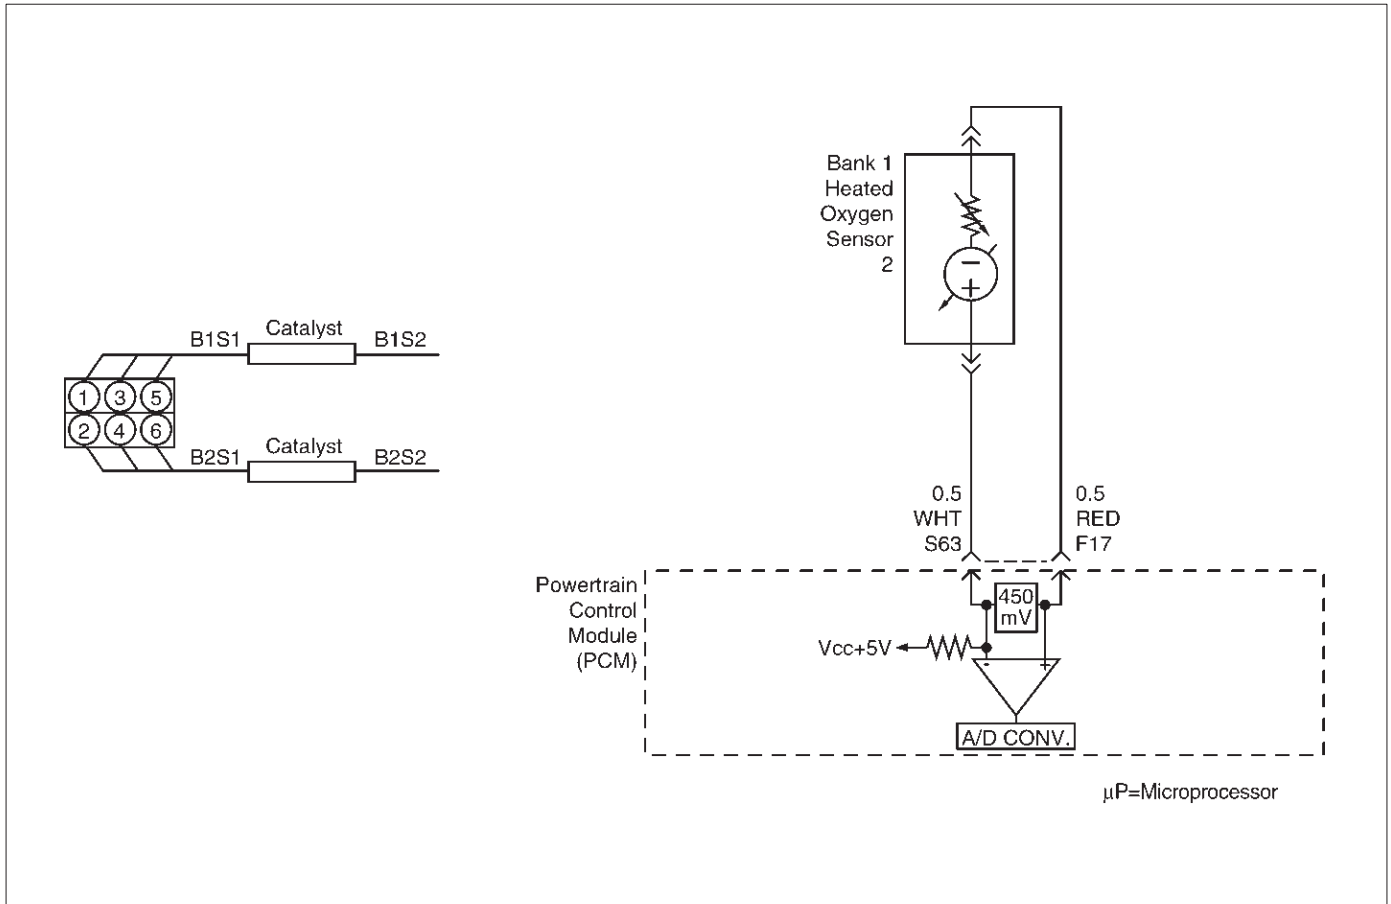 Bank 1
Heated
Oxygen
Sensor
2
B1S1 Catalyst B1S2
1 3 5
2 4 6
B2S1 Catalyst B2S2
0.5
WHT
S63
0.5
RED
F17
Powertrain
Control
Module
(PCM)
450
mV
Vcc+5V
- +
A/D CONV.
µP=Microprocessor